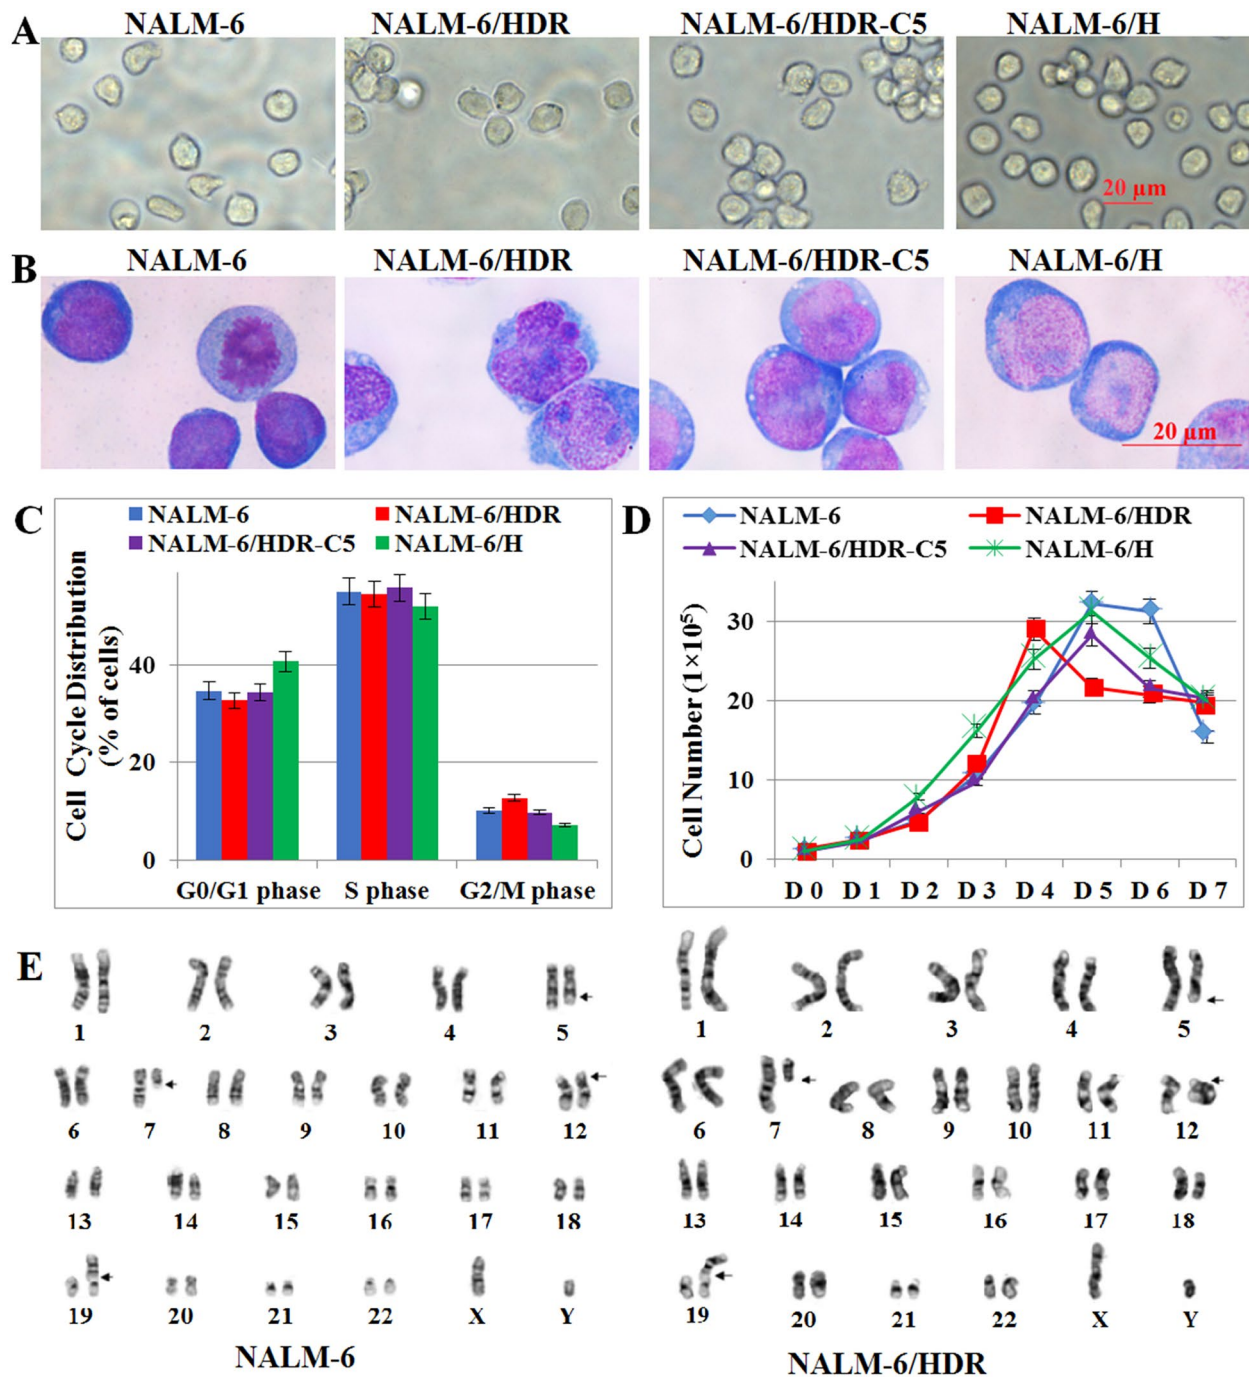 A NALM-6 NALM-6/HDR NALM-6/HDR-C5 NALM-6/H
20 µm
B NALM-6 NALM-6/HDR NALM-6/HDR-C5 NALM-6/H
20 µm
C
NALM-6 NALM-6/HDR
NALM-6/HDR-C5 NALM-6/H
Cell Cycle Distribution
(% of cells)
40
20
0
G0/G1 phase S phase G2/M phase
D
NALM-6 NALM-6/HDR
NALM-6/HDR-C5 NALM-6/H
Cell Number (1×10⁵)
30
20
10
0
D 0 D 1 D 2 D 3 D 4 D 5 D 6 D 7
E
1 2 3 4 5
6 7 8 9 10 11 12
13 14 15 16 17 18
19 20 21 22 X Y
NALM-6
1 2 3 4 5
6 7 8 9 10 11 12
13 14 15 16 17 18
19 20 21 22 X Y
NALM-6/HDR